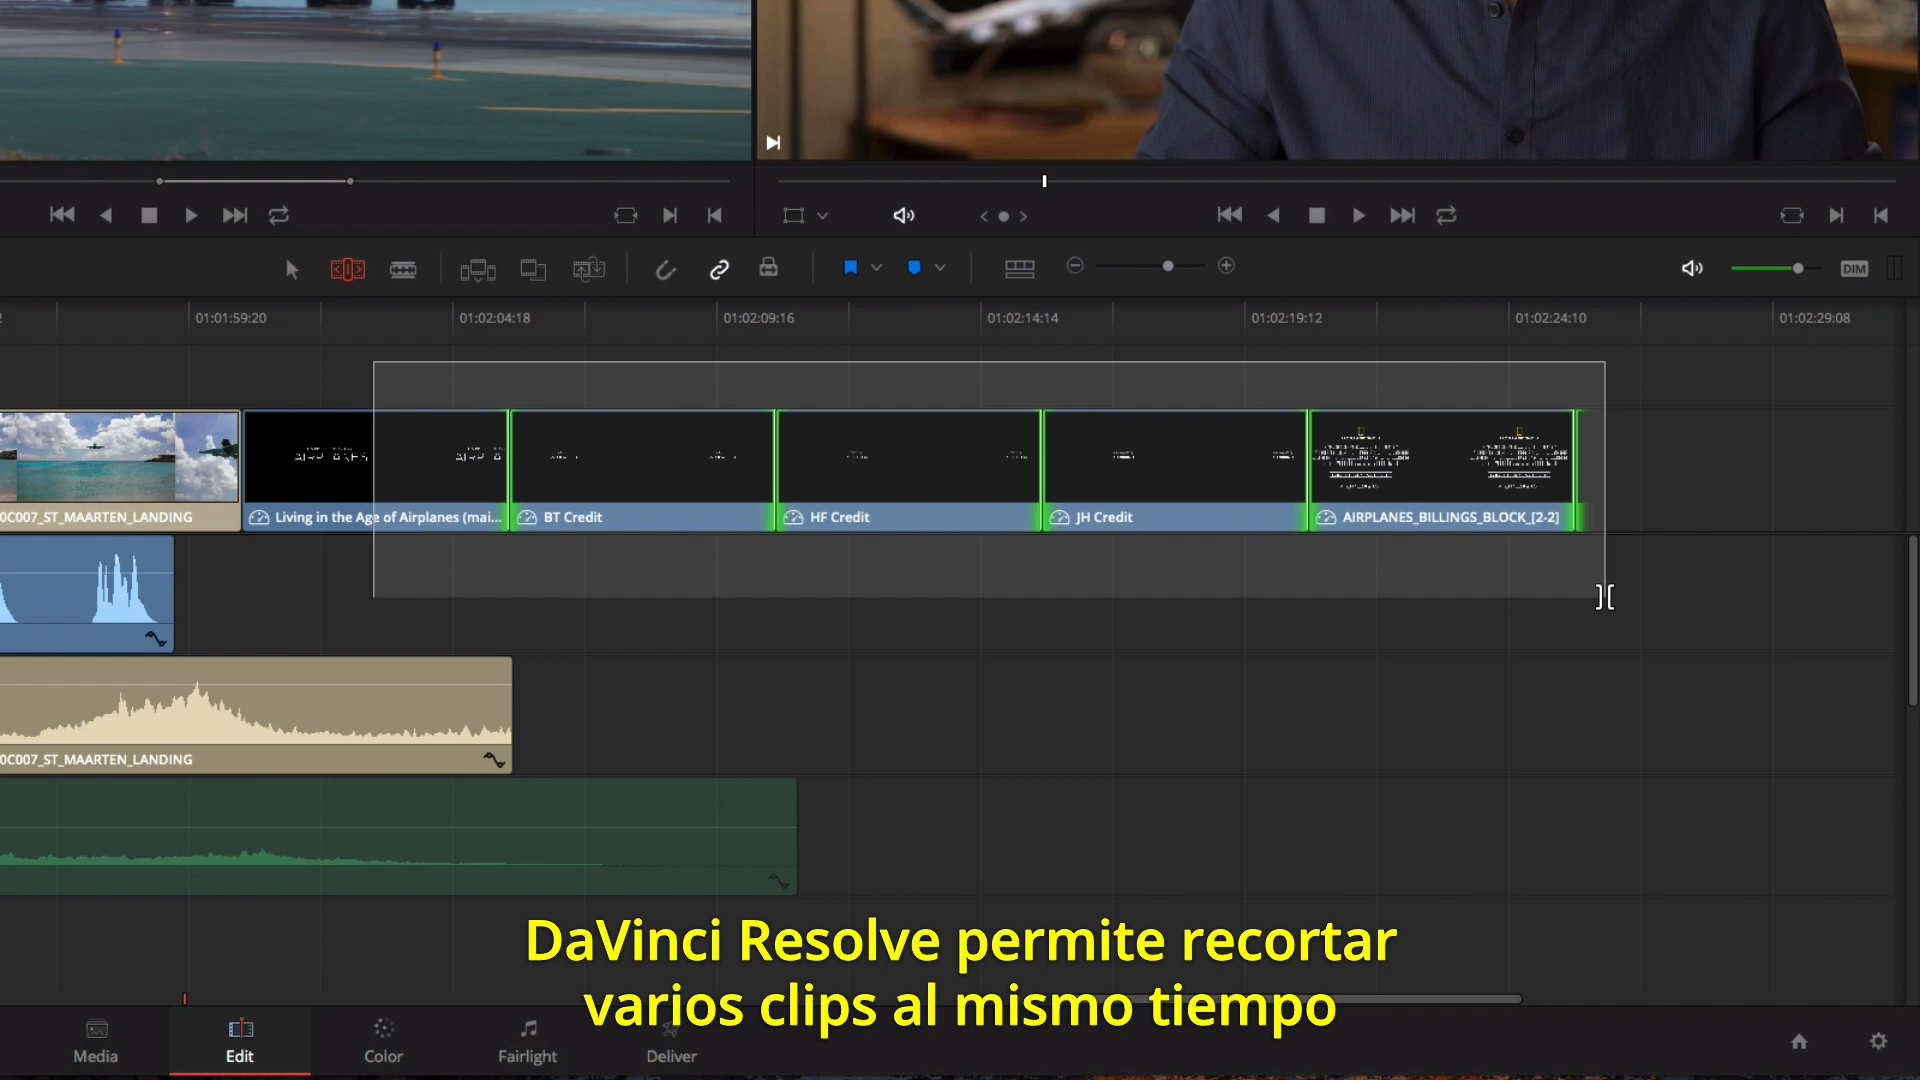 DIM
01:01:59:20
01:02:04:18
01:02:09:16
01:02:14:14
01:02:19:12
01:02:24:10
01:02:29:08
0C007_ST_MAARTEN_LANDING
Living in the Age of Airplanes (mai...
BT Credit
HF Credit
JH Credit
AIRPLANES_BILLINGS_BLOCK_[2-2]
0C007_ST_MAARTEN_LANDING
DaVinci Resolve permite recortar
varios clips al mismo tiempo
Media
Edit
Color
Fairlight
Deliver